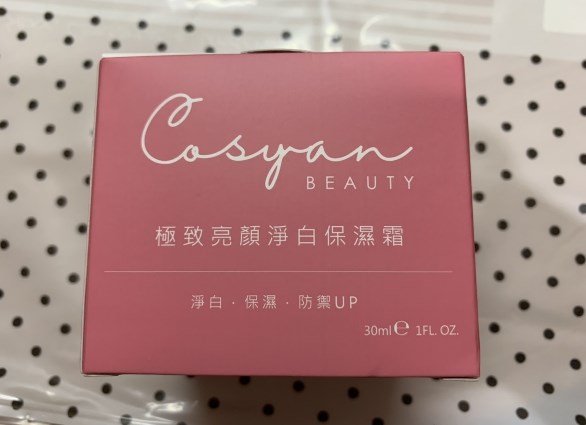 Cosyan
BEAUTY
極致亮顏淨白保濕霜
淨白．保濕．防禦UP
30ml℮ 1FL. OZ.